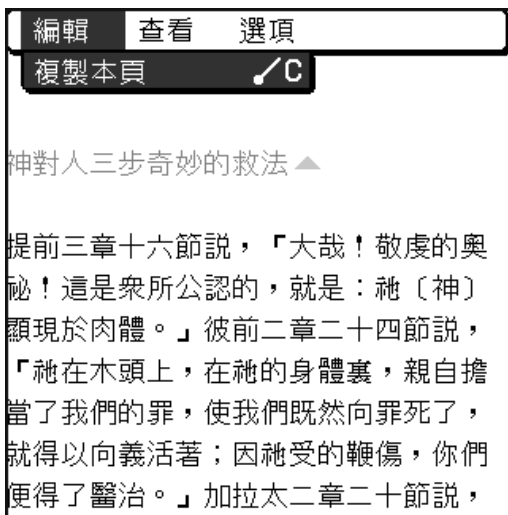 編輯 查看 選項
複製本頁 /C
神對人三步奇妙的救法▲
提前三章十六節説，「大哉！敬虔的奧
祕！這是衆所公認的，就是：祂〔神〕
顯現於肉體。」彼前二章二十四節説，
「祂在木頭上，在祂的身體裏，親自擔
當了我們的罪，使我們既然向罪死了，
就得以向義活著；因祂受的鞭傷，你們
便得了醫治。」加拉太二章二十節説，